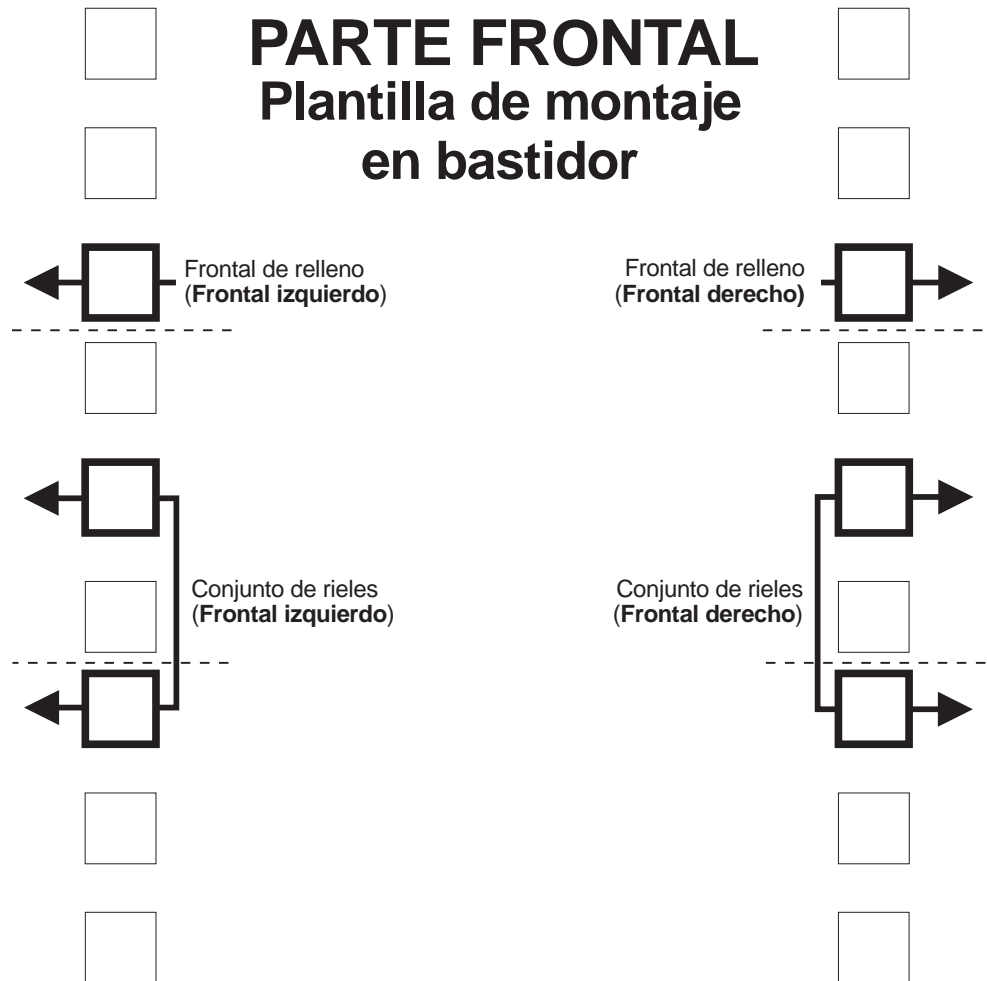 PARTE FRONTAL
Plantilla de montaje
en bastidor
Frontal de relleno
(Frontal izquierdo)
Frontal de relleno
(Frontal derecho)
Conjunto de rieles
(Frontal izquierdo)
Conjunto de rieles
(Frontal derecho)